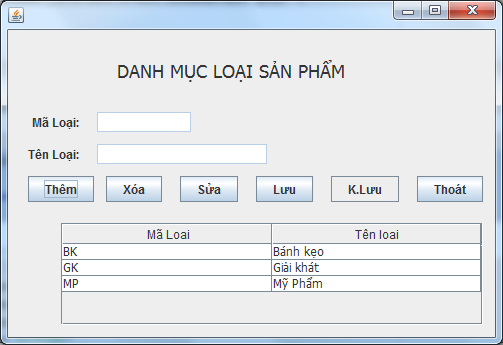 DANH MỤC LOẠI SẢN PHẨM
Mã Loại:
Tên Loại:
Thêm Xóa Sửa Lưu K.Lưu Thoát
Mã Loai Tên loai
BK Bánh kẹo
GK Giải khát
MP Mỹ Phẩm